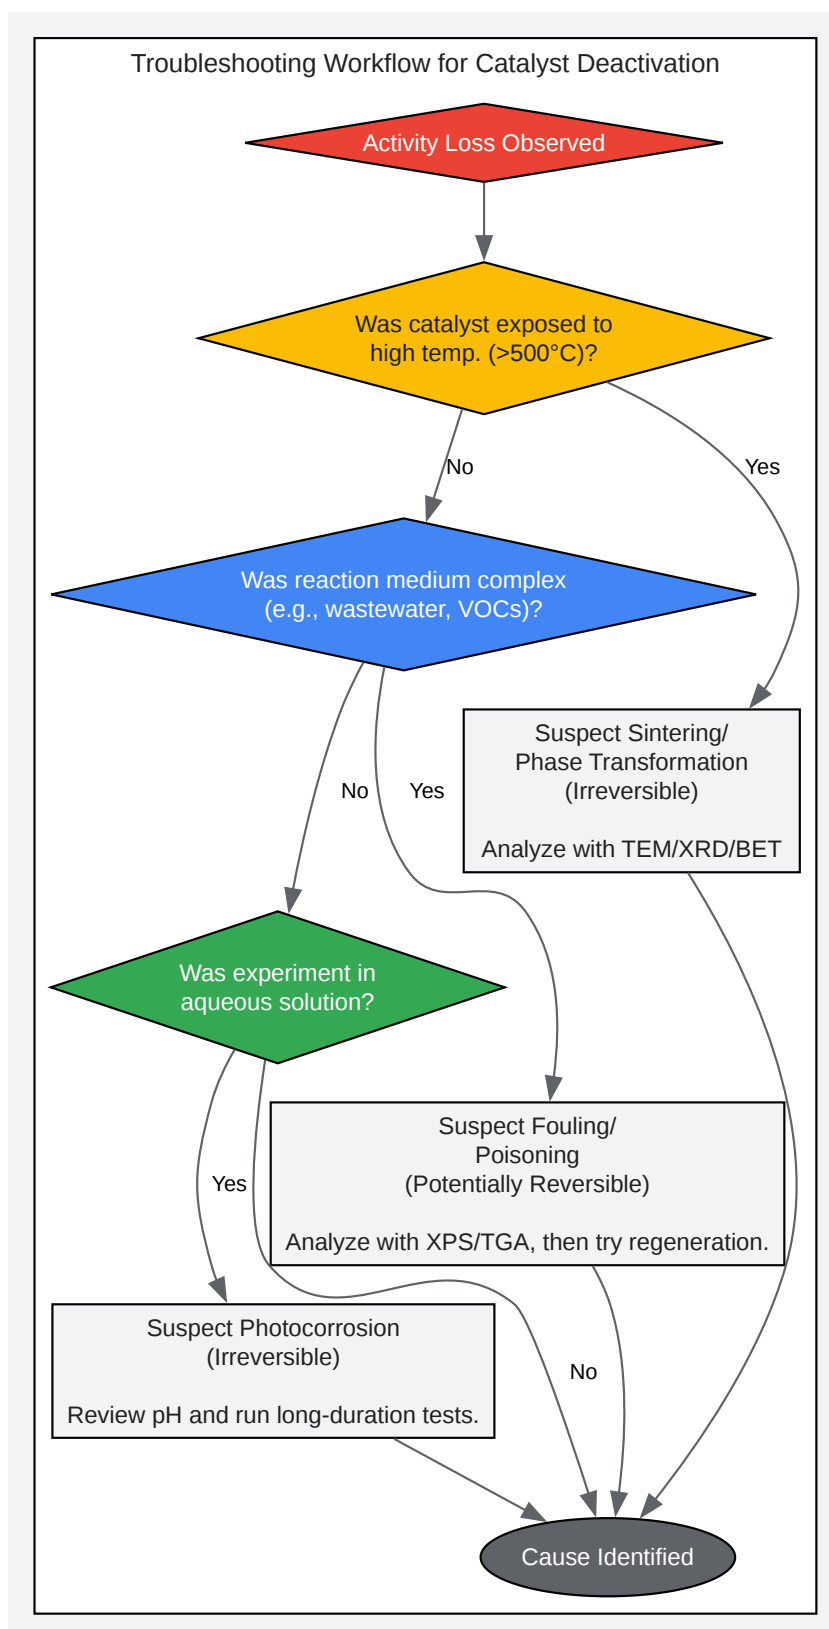 Troubleshooting Workflow for Catalyst Deactivation
Activity Loss Observed
Was catalyst exposed to
high temp. (>500°C)?
No
Yes
Was reaction medium complex
(e.g., wastewater, VOCs)?
Suspect Sintering/
Phase Transformation
(Irreversible)
Analyze with TEM/XRD/BET
No
Yes
Was experiment in
aqueous solution?
Suspect Fouling/
Poisoning
(Potentially Reversible)
Analyze with XPS/TGA, then try regeneration.
Yes
Suspect Photocorrosion
(Irreversible)
Review pH and run long-duration tests.
No
Cause Identified